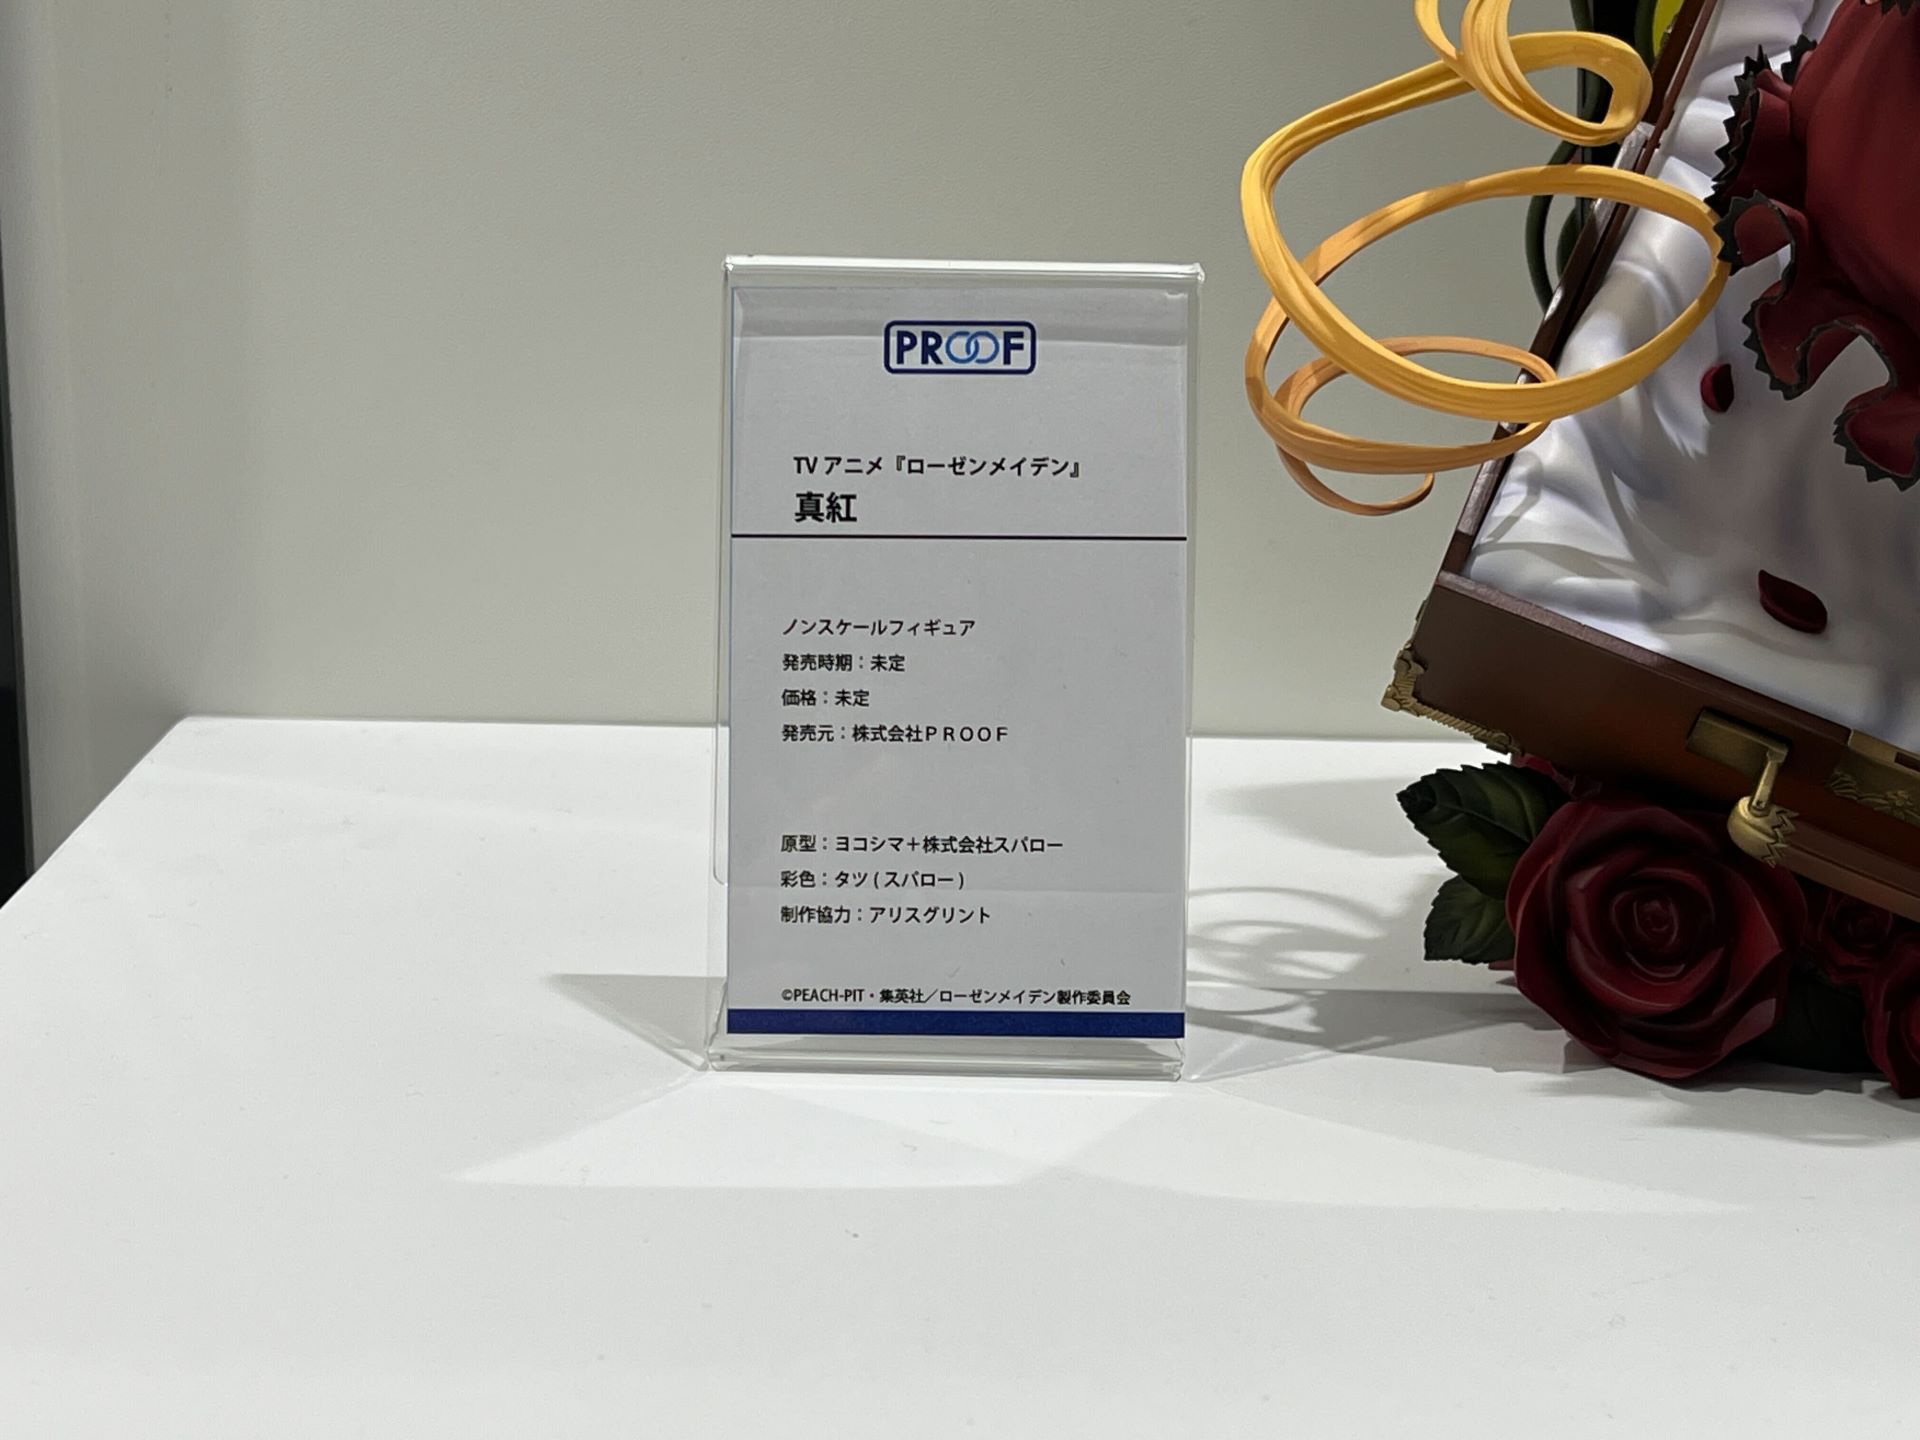 PROOF
TV アニメ『ローゼンメイデン』
真紅
ノンスケールフィギュア
発売時期：未定
価格：未定
発売元：株式会社ＰＲＯＯＦ
原型：ヨコシマ＋株式会社スパロー
彩色：タツ ( スパロー )
制作協力：アリスグリント
©PEACH-PIT・集英社／ローゼンメイデン製作委員会